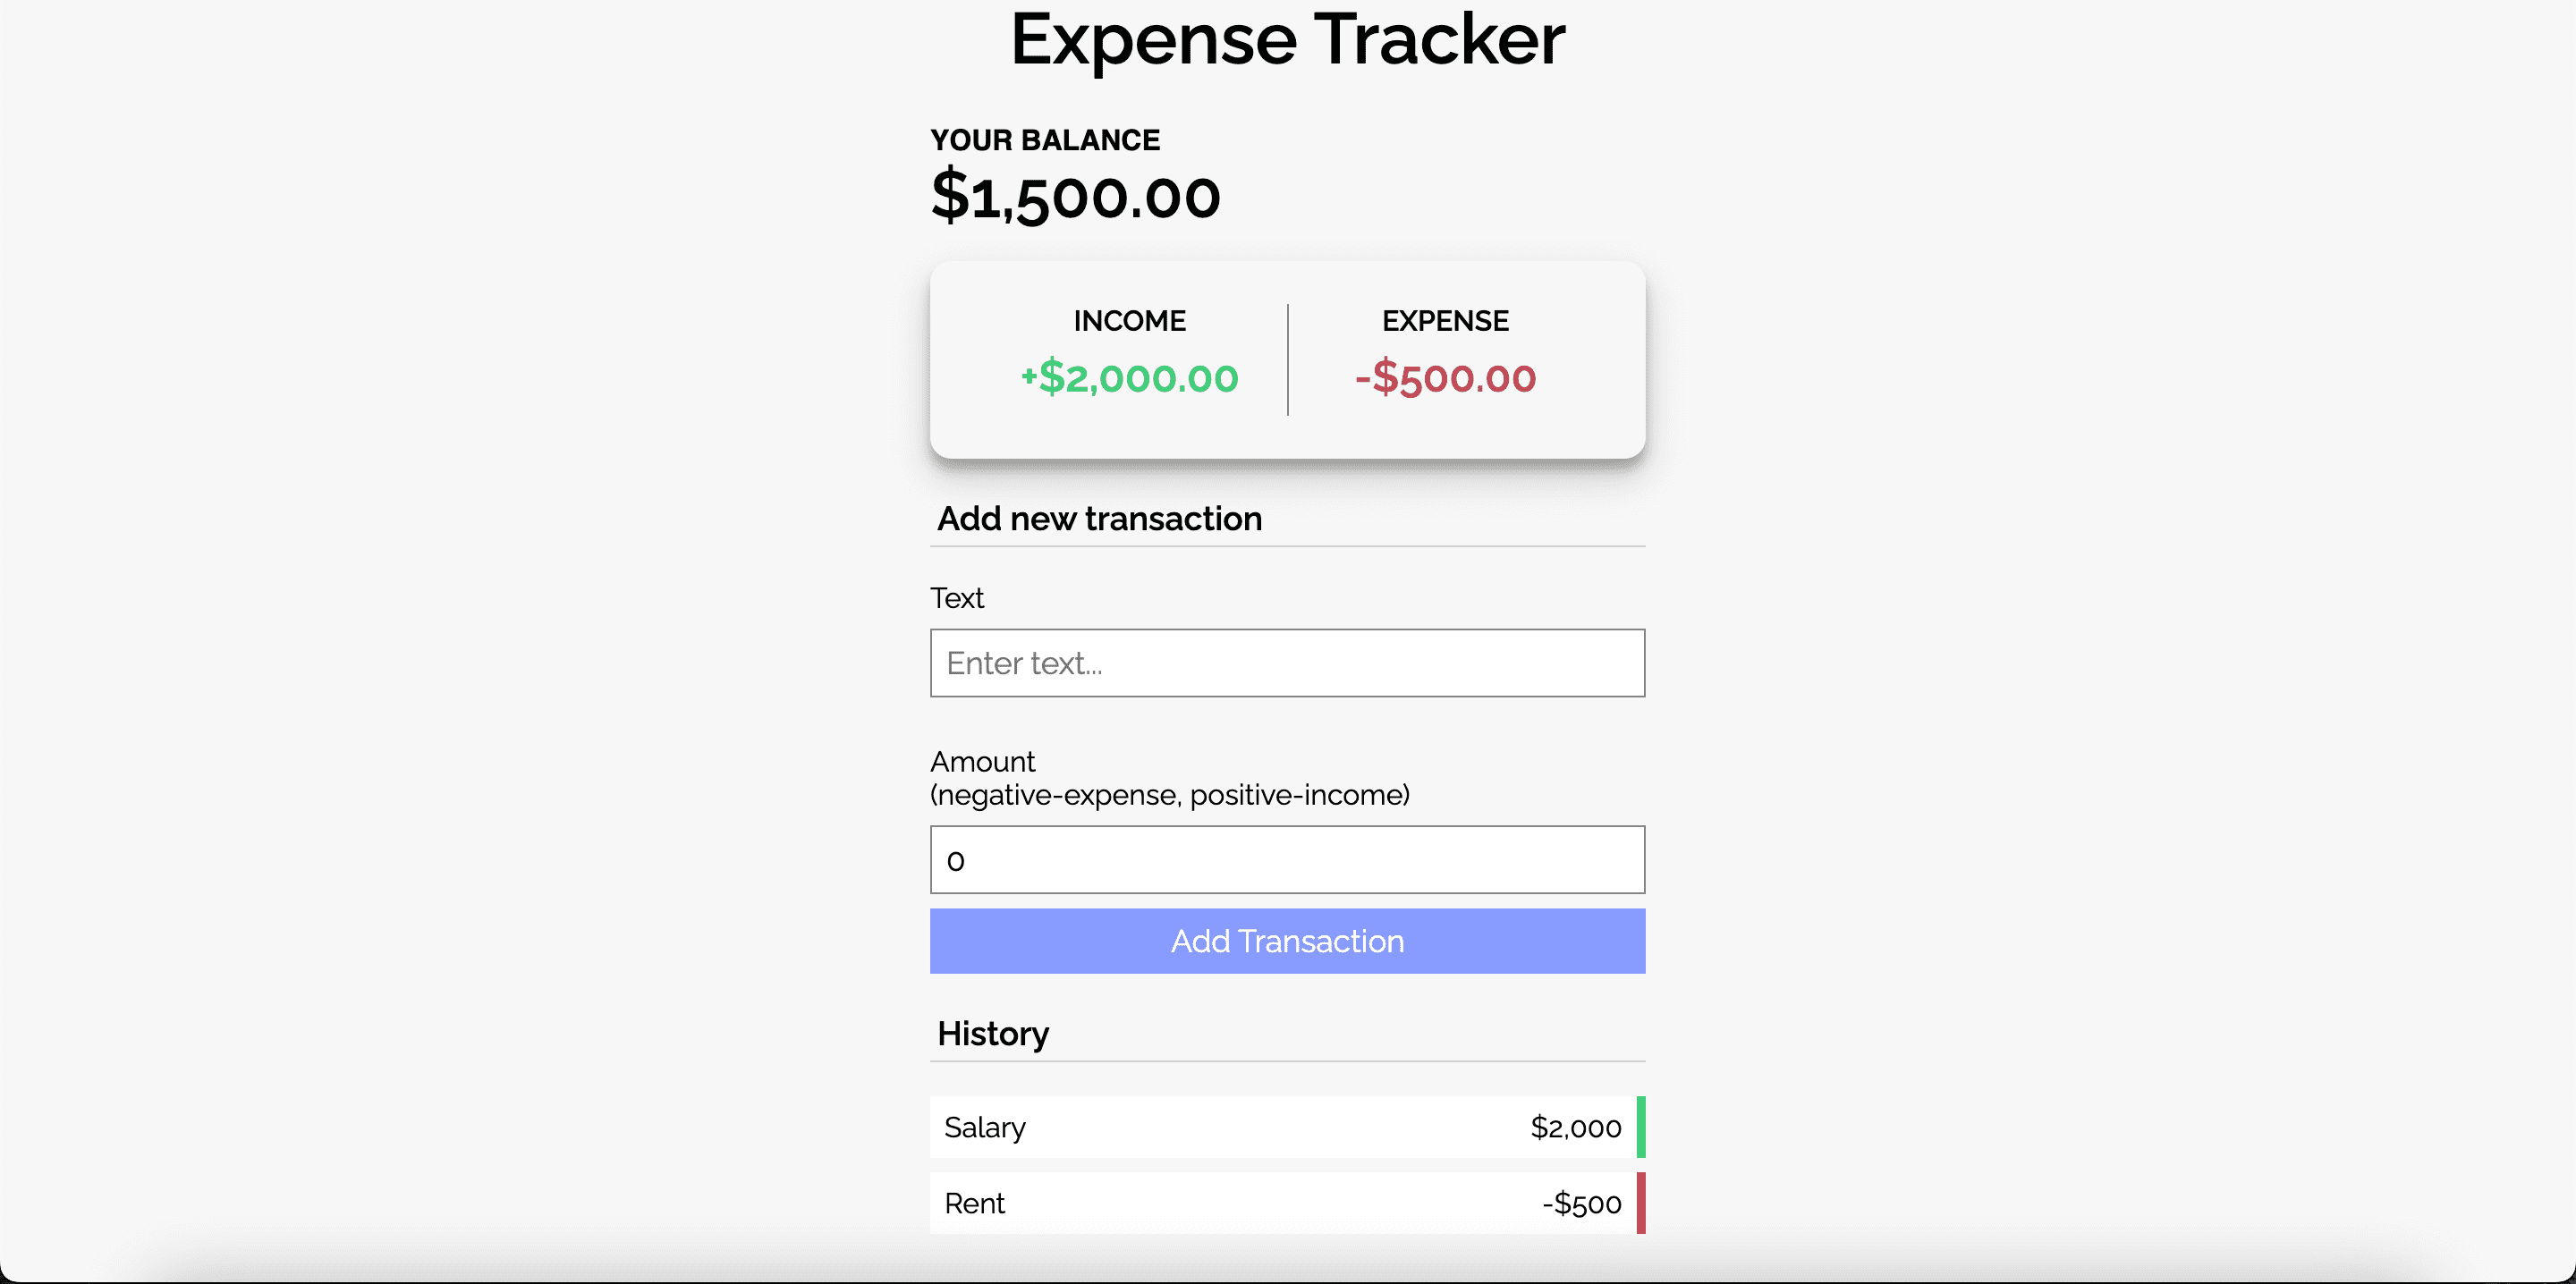 Expense Tracker
YOUR BALANCE
$1,500.00
INCOME EXPENSE
+$2,000.00 -$500.00
Add new transaction
Text
Enter text...
Amount
(negative-expense, positive-income)
0
Add Transaction
History
Salary $2,000
Rent -$500